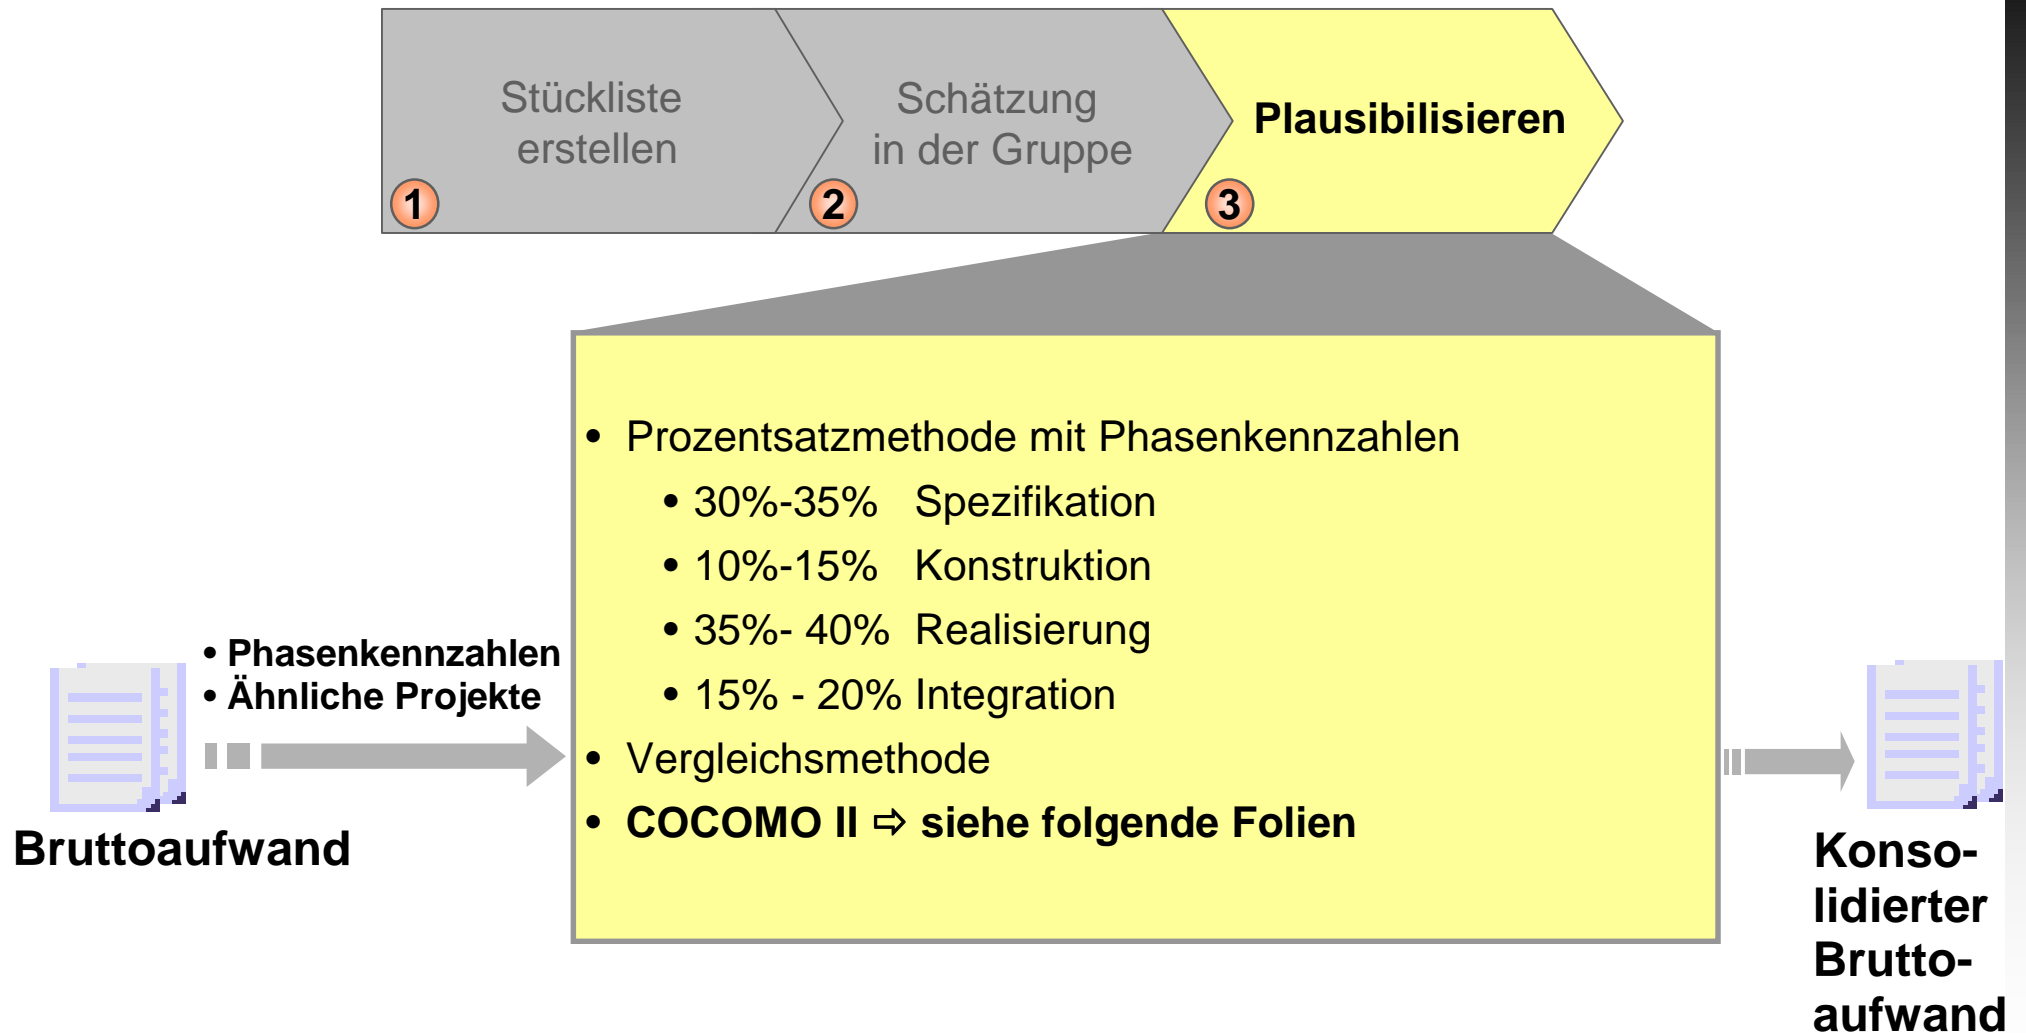 Stückliste
erstellen
1
Schätzung
in der Gruppe
2
Plausibilisieren
3
• Prozentsatzmethode mit Phasenkennzahlen
• 30%-35% Spezifikation
• 10%-15% Konstruktion
• 35%- 40% Realisierung
• 15% - 20% Integration
• Vergleichsmethode
• COCOMO II ⇨ siehe folgende Folien
• Phasenkennzahlen
• Ähnliche Projekte
Bruttoaufwand
Konso-
lidierter
Brutto-
aufwand